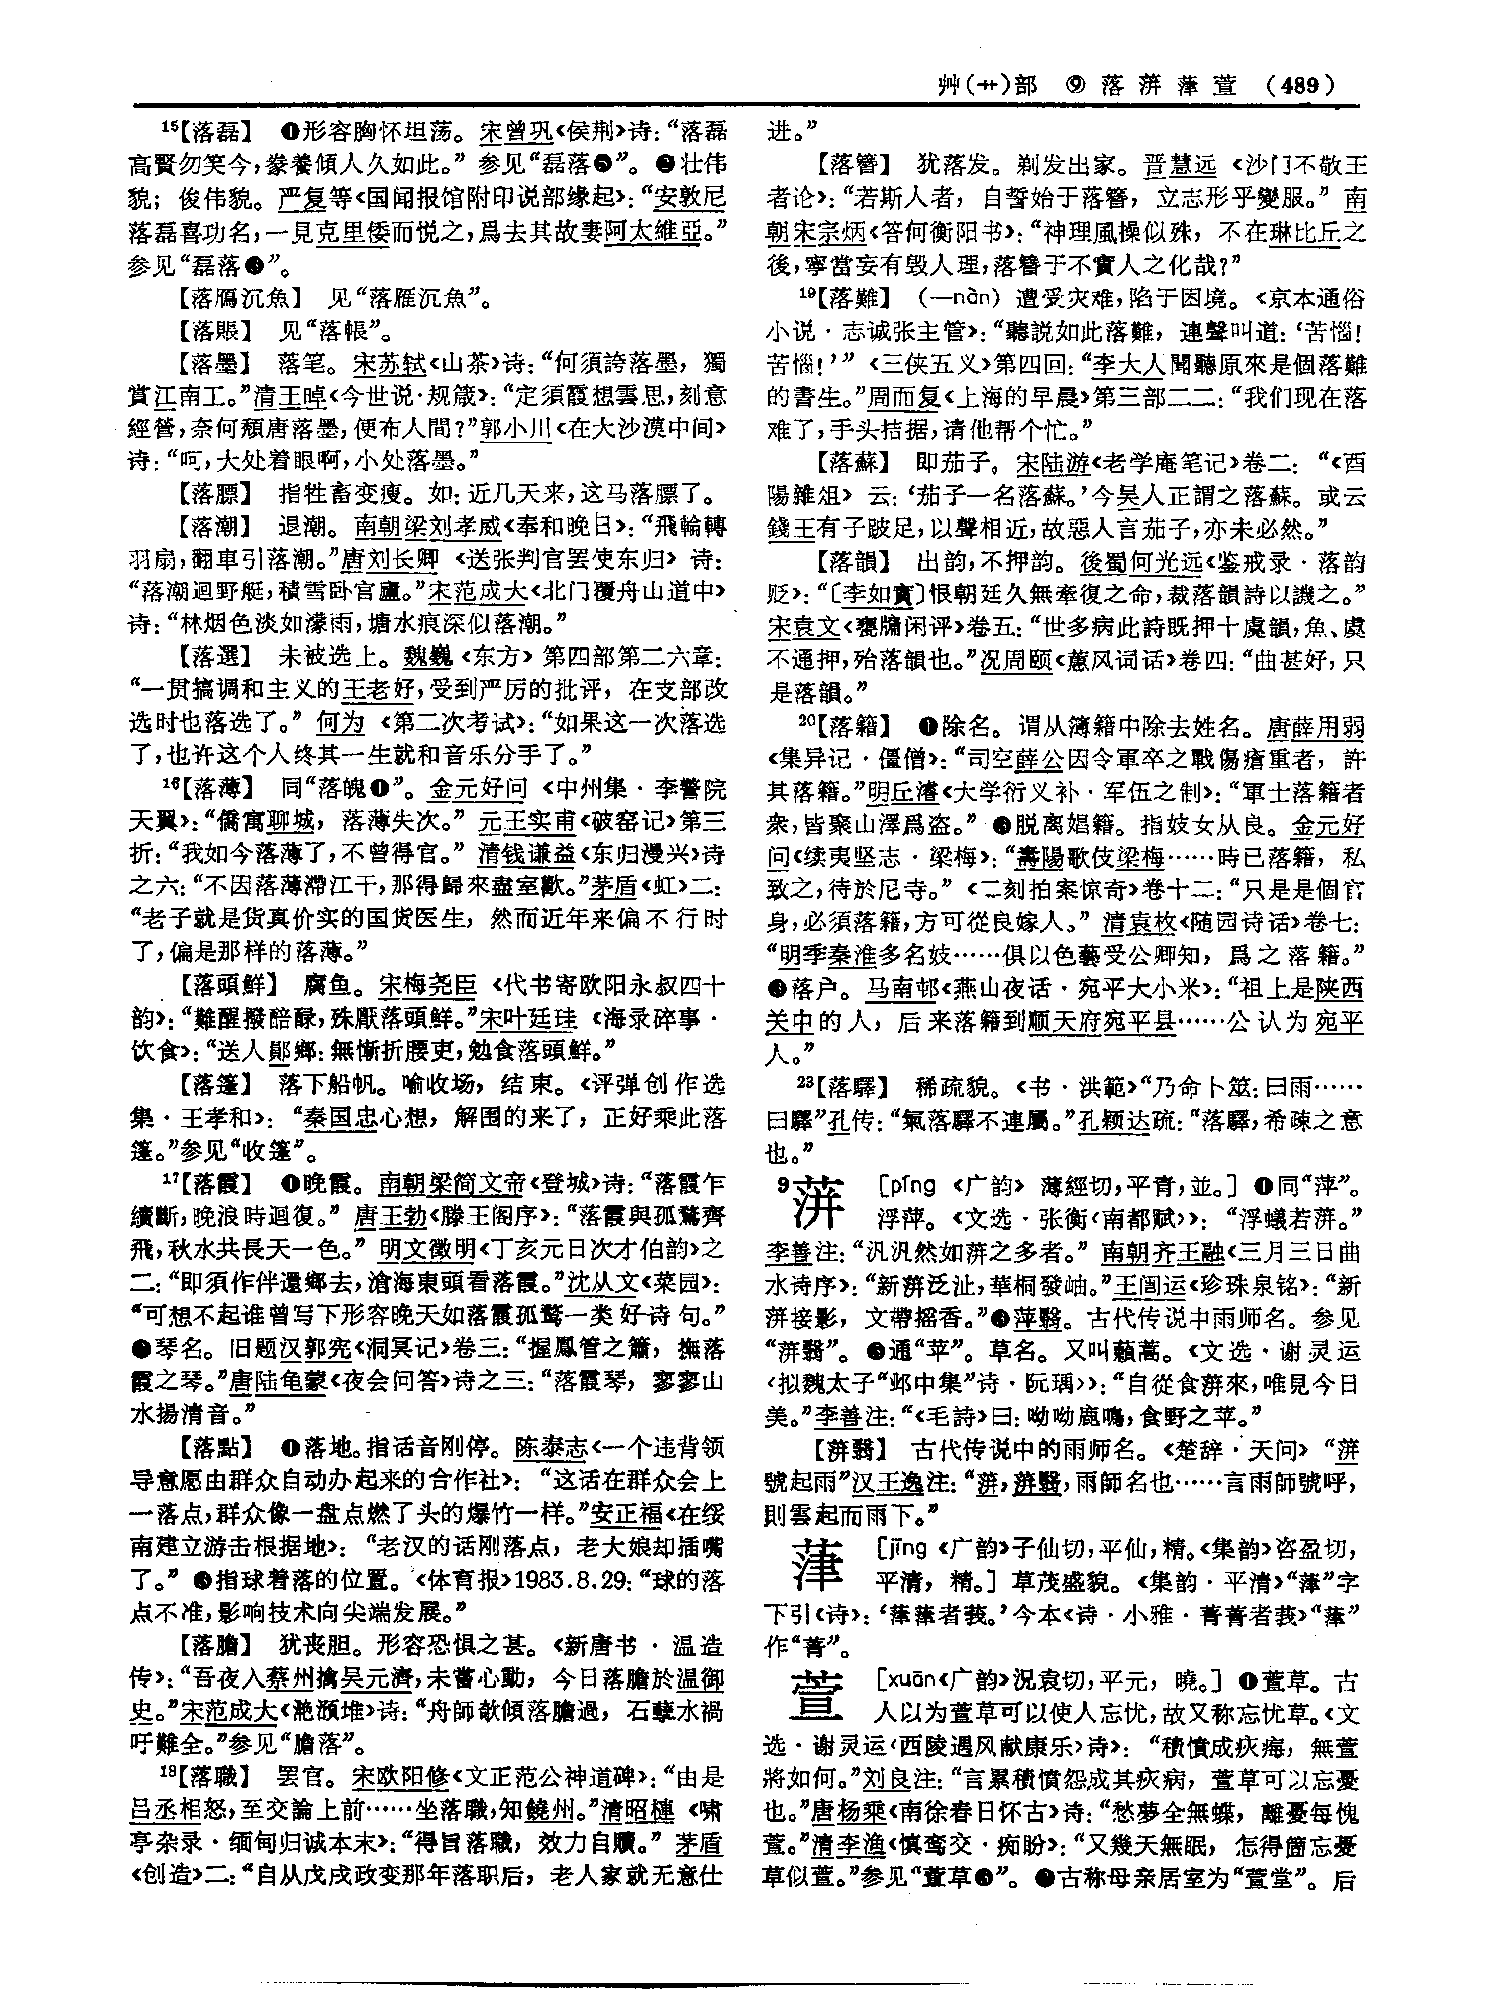 艸(艹)部 ⑨ 落蓱葏萱 (489)
¹⁵【落磊】 ❶形容胸怀坦荡。宋曾巩《侯荆》诗：“落磊
高賢勿笑今，豢養傾人久如此。”参见“磊落❺”。❷壮伟
貌；俊伟貌。严复等《国闻报馆附印说部缘起》：“安敦尼
落磊喜功名，一見克里倭而悦之，爲去其故妻阿太維亞。”
参见“磊落❸”。
【落鴈沉魚】 见“落雁沉魚”。
【落賬】 见“落帳”。
【落墨】 落笔。宋苏轼《山茶》诗：“何須誇落墨，獨
賞江南工。”清王晫《今世说·规箴》：“定須霞想雲思，刻意
經營，奈何頹唐落墨，便布人間？”郭小川《在大沙漠中间》
诗：“呵，大处着眼啊，小处落墨。”
【落膘】 指牲畜变瘦。如：近几天来，这马落膘了。
【落潮】 退潮。南朝梁刘孝威《奉和晚日》：“飛輪轉
羽扇，翻車引落潮。”唐刘长卿《送张判官罢使东归》诗：
“落潮迴野艇，積雪卧官廬。”宋范成大《北门覆舟山道中》
诗：“林烟色淡如濛雨，塘水痕深似落潮。”
【落選】 未被选上。魏巍《东方》第四部第二六章：
“一贯搞调和主义的王老好，受到严厉的批评，在支部改
选时也落选了。”何为《第二次考试》：“如果这一次落选
了，也许这个人终其一生就和音乐分手了。”
¹⁶【落薄】 同“落魄❶”。金元好问《中州集·李警院
天翼》：“僑寓聊城，落薄失次。”元王实甫《破窑记》第三
折：“我如今落薄了，不曾得官。”清钱谦益《东归漫兴》诗
之六：“不因落薄滯江干，那得歸來盡室歡。”茅盾《虹》二：
“老子就是货真价实的国货医生，然而近年来偏不行时
了，偏是那样的落薄。”
【落頭鮮】 腐鱼。宋梅尧臣《代书寄欧阳永叔四十
韵》：“難醒撥醅醁，殊厭落頭鮮。”宋叶廷珪《海录碎事·
饮食》：“送人鄖鄉：無慚折腰吏，勉食落頭鮮。”
【落篷】 落下船帆。喻收场，结束。《评弹创作选
集·王孝和》：“秦国忠心想，解围的来了，正好乘此落
篷。”参见“收篷”。
¹⁷【落霞】 ❶晚霞。南朝梁简文帝《登城》诗：“落霞乍
續斷，晚浪時迴復。”唐王勃《滕王阁序》：“落霞與孤鶩齊
飛，秋水共長天一色。”明文徵明《丁亥元日次才伯韵》之
二：“即須作伴還鄉去，滄海東頭看落霞。”沈从文《菜园》：
“可想不起谁曾写下形容晚天如落霞孤鹜一类好诗句。”
❷琴名。旧题汉郭宪《洞冥记》卷三：“握鳳管之簫，撫落
霞之琴。”唐陆龟蒙《夜会问答》诗之三：“落霞琴，寥寥山
水揚清音。”
【落點】 ❶落地。指话音刚停。陈泰志《一个违背领
导意愿由群众自动办起来的合作社》：“这话在群众会上
一落点，群众像一盘点燃了头的爆竹一样。”安正福《在绥
南建立游击根据地》：“老汉的话刚落点，老大娘却插嘴
了。”❷指球着落的位置。《体育报》1983.8.29：“球的落
点不准，影响技术向尖端发展。”
【落膽】 犹丧胆。形容恐惧之甚。《新唐书·温造
传》：“吾夜入蔡州擒吴元濟，未嘗心動，今日落膽於温御
史。”宋范成大《滟滪堆》诗：“舟師欹傾落膽過，石孽水禍
吁難全。”参见“膽落”。
¹⁸【落職】 罢官。宋欧阳修《文正范公神道碑》：“由是
吕丞相怒，至交論上前……坐落職，知饒州。”清昭槤《啸
亭杂录·缅甸归诚本末》：“得旨落職，效力自贖。”茅盾
《创造》二：“自从戊戌政变那年落职后，老人家就无意仕
进。”
【落簪】 犹落发。剃发出家。晋慧远《沙门不敬王
者论》：“若斯人者，自誓始于落簪，立志形乎變服。”南
朝宋宗炳《答何衡阳书》：“神理風操似殊，不在琳比丘之
後，寧當妄有毁人理，落簪于不實人之化哉？”
¹⁹【落難】 (—nàn) 遭受灾难，陷于困境。《京本通俗
小说·志诚张主管》：“聽説如此落難，連聲叫道：‘苦惱！
苦惱！’”《三侠五义》第四回：“李大人聞聽原來是個落難
的書生。”周而复《上海的早晨》第三部二二：“我们现在落
难了，手头拮据，请他帮个忙。”
【落蘇】 即茄子。宋陆游《老学庵笔记》卷二：“《酉
陽雜俎》云：‘茄子一名落蘇。’今吴人正謂之落蘇。或云
錢王有子跛足，以聲相近，故惡人言茄子，亦未必然。”
【落韻】 出韵，不押韵。後蜀何光远《鉴戒录·落韵
贬》：“〔李如實〕恨朝廷久無牽復之命，裁落韻詩以譏之。”
宋袁文《甕牖闲评》卷五：“世多病此詩既押十虞韻，魚、虞
不通押，殆落韻也。”况周颐《蕙风词话》卷四：“曲甚好，只
是落韻。”
²⁰【落籍】 ❶除名。谓从簿籍中除去姓名。唐薛用弱
《集异记·僵僧》：“司空薛公因令軍卒之戰傷瘡重者，許
其落籍。”明丘濬《大学衍义补·军伍之制》：“軍士落籍者
衆，皆聚山澤爲盗。”❷脱离娼籍。指妓女从良。金元好
问《续夷坚志·梁梅》：“壽陽歌伎梁梅……時已落籍，私
致之，待於尼寺。”《二刻拍案惊奇》卷十二：“只是是個官
身，必須落籍，方可從良嫁人。”清袁枚《随园诗话》卷七：
“明季秦淮多名妓……俱以色藝受公卿知，爲之落籍。”
❸落户。马南邨《燕山夜话·宛平大小米》：“祖上是陕西
关中的人，后来落籍到顺天府宛平县……公认为宛平
人。”
²³【落驛】 稀疏貌。《书·洪範》“乃命卜筮：曰雨……
曰驛”孔传：“氣落驛不連屬。”孔颖达疏：“落驛，希疎之意
也。”
⁹蓱 [píng 《广韵》薄經切，平青，並。] ❶同“萍”。
浮萍。《文选·张衡〈南都赋〉》：“浮蟻若蓱。”
李善注：“汎汎然如蓱之多者。”南朝齐王融《三月三日曲
水诗序》：“新蓱泛沚，華桐發岫。”王闿运《珍珠泉铭》：“新
蓱接影，文帶摇香。”❷萍翳。古代传说中雨师名。参见
“蓱翳”。❸通“苹”。草名。又叫藾蒿。《文选·谢灵运
〈拟魏太子“邺中集”诗·阮瑀〉》：“自從食蓱來，唯見今日
美。”李善注：“《毛詩》曰：呦呦鹿鳴，食野之苹。”
【蓱翳】 古代传说中的雨师名。《楚辞·天问》“蓱
號起雨”汉王逸注：“蓱，蓱翳，雨師名也……言雨師號呼，
則雲起而雨下。”
葏 [jīng 《广韵》子仙切，平仙，精。《集韵》咨盈切，
平清，精。] 草茂盛貌。《集韵·平清》“葏”字
下引《诗》：‘葏葏者莪。’今本《诗·小雅·菁菁者莪》“葏”
作“菁”。
萱 [xuān《广韵》況袁切，平元，曉。] ❶萱草。古
人以为萱草可以使人忘忧，故又称忘忧草。《文
选·谢灵运〈西陵遇风献康乐〉诗》：“積憤成疢痗，無萱
將如何。”刘良注：“言累積憤怨成其疢病，萱草可以忘憂
也。”唐杨乘《南徐春日怀古》诗：“愁夢全無蝶，離憂每愧
萱。”清李渔《慎鸾交·痴盼》：“又幾天無眠，怎得箇忘憂
草似萱。”参见“萱草❶”。❷古称母亲居室为“萱堂”。后